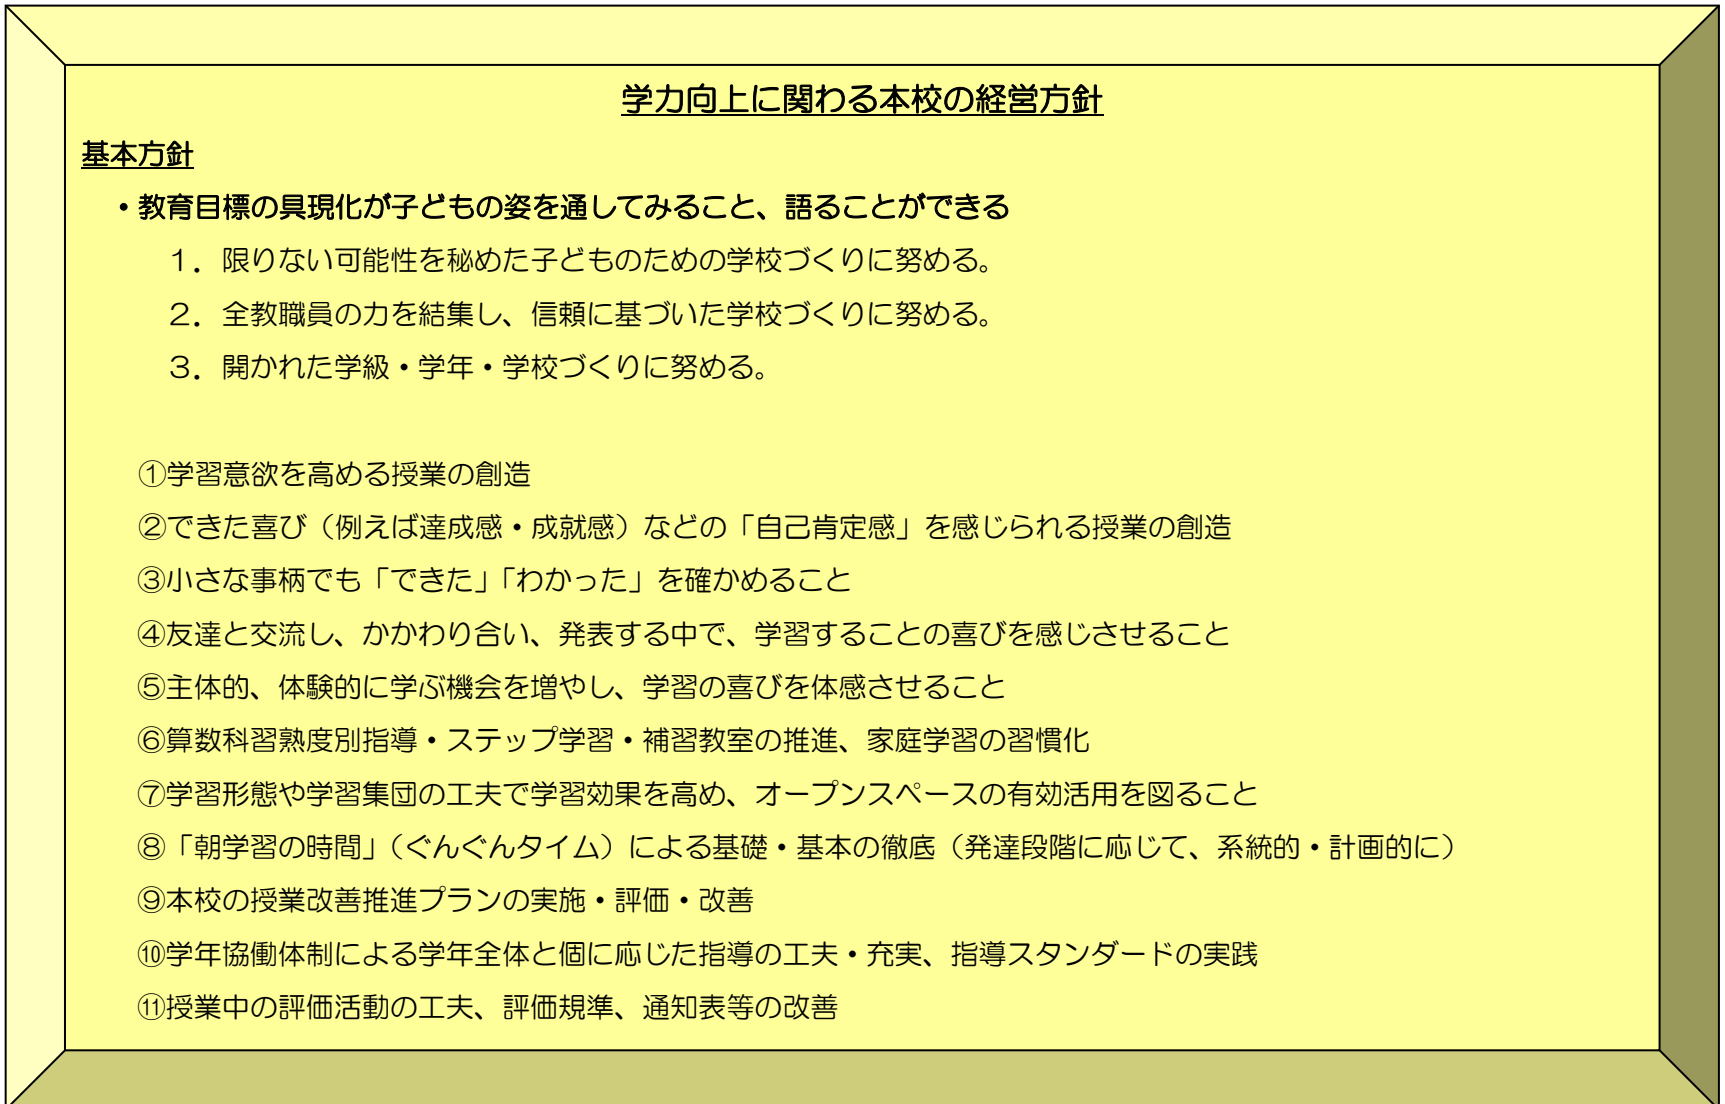 学力向上に関わる本校の経営方針
基本方針
・教育目標の具現化が子どもの姿を通してみること、語ることができる
１．限りない可能性を秘めた子どものための学校づくりに努める。
２．全教職員の力を結集し、信頼に基づいた学校づくりに努める。
３．開かれた学級・学年・学校づくりに努める。
①学習意欲を高める授業の創造
②できた喜び（例えば達成感・成就感）などの「自己肯定感」を感じられる授業の創造
③小さな事柄でも「できた」「わかった」を確かめること
④友達と交流し、かかわり合い、発表する中で、学習することの喜びを感じさせること
⑤主体的、体験的に学ぶ機会を増やし、学習の喜びを体感させること
⑥算数科習熟度別指導・ステップ学習・補習教室の推進、家庭学習の習慣化
⑦学習形態や学習集団の工夫で学習効果を高め、オープンスペースの有効活用を図ること
⑧「朝学習の時間」（ぐんぐんタイム）による基礎・基本の徹底（発達段階に応じて、系統的・計画的に）
⑨本校の授業改善推進プランの実施・評価・改善
⑩学年協働体制による学年全体と個に応じた指導の工夫・充実、指導スタンダードの実践
⑪授業中の評価活動の工夫、評価規準、通知表等の改善